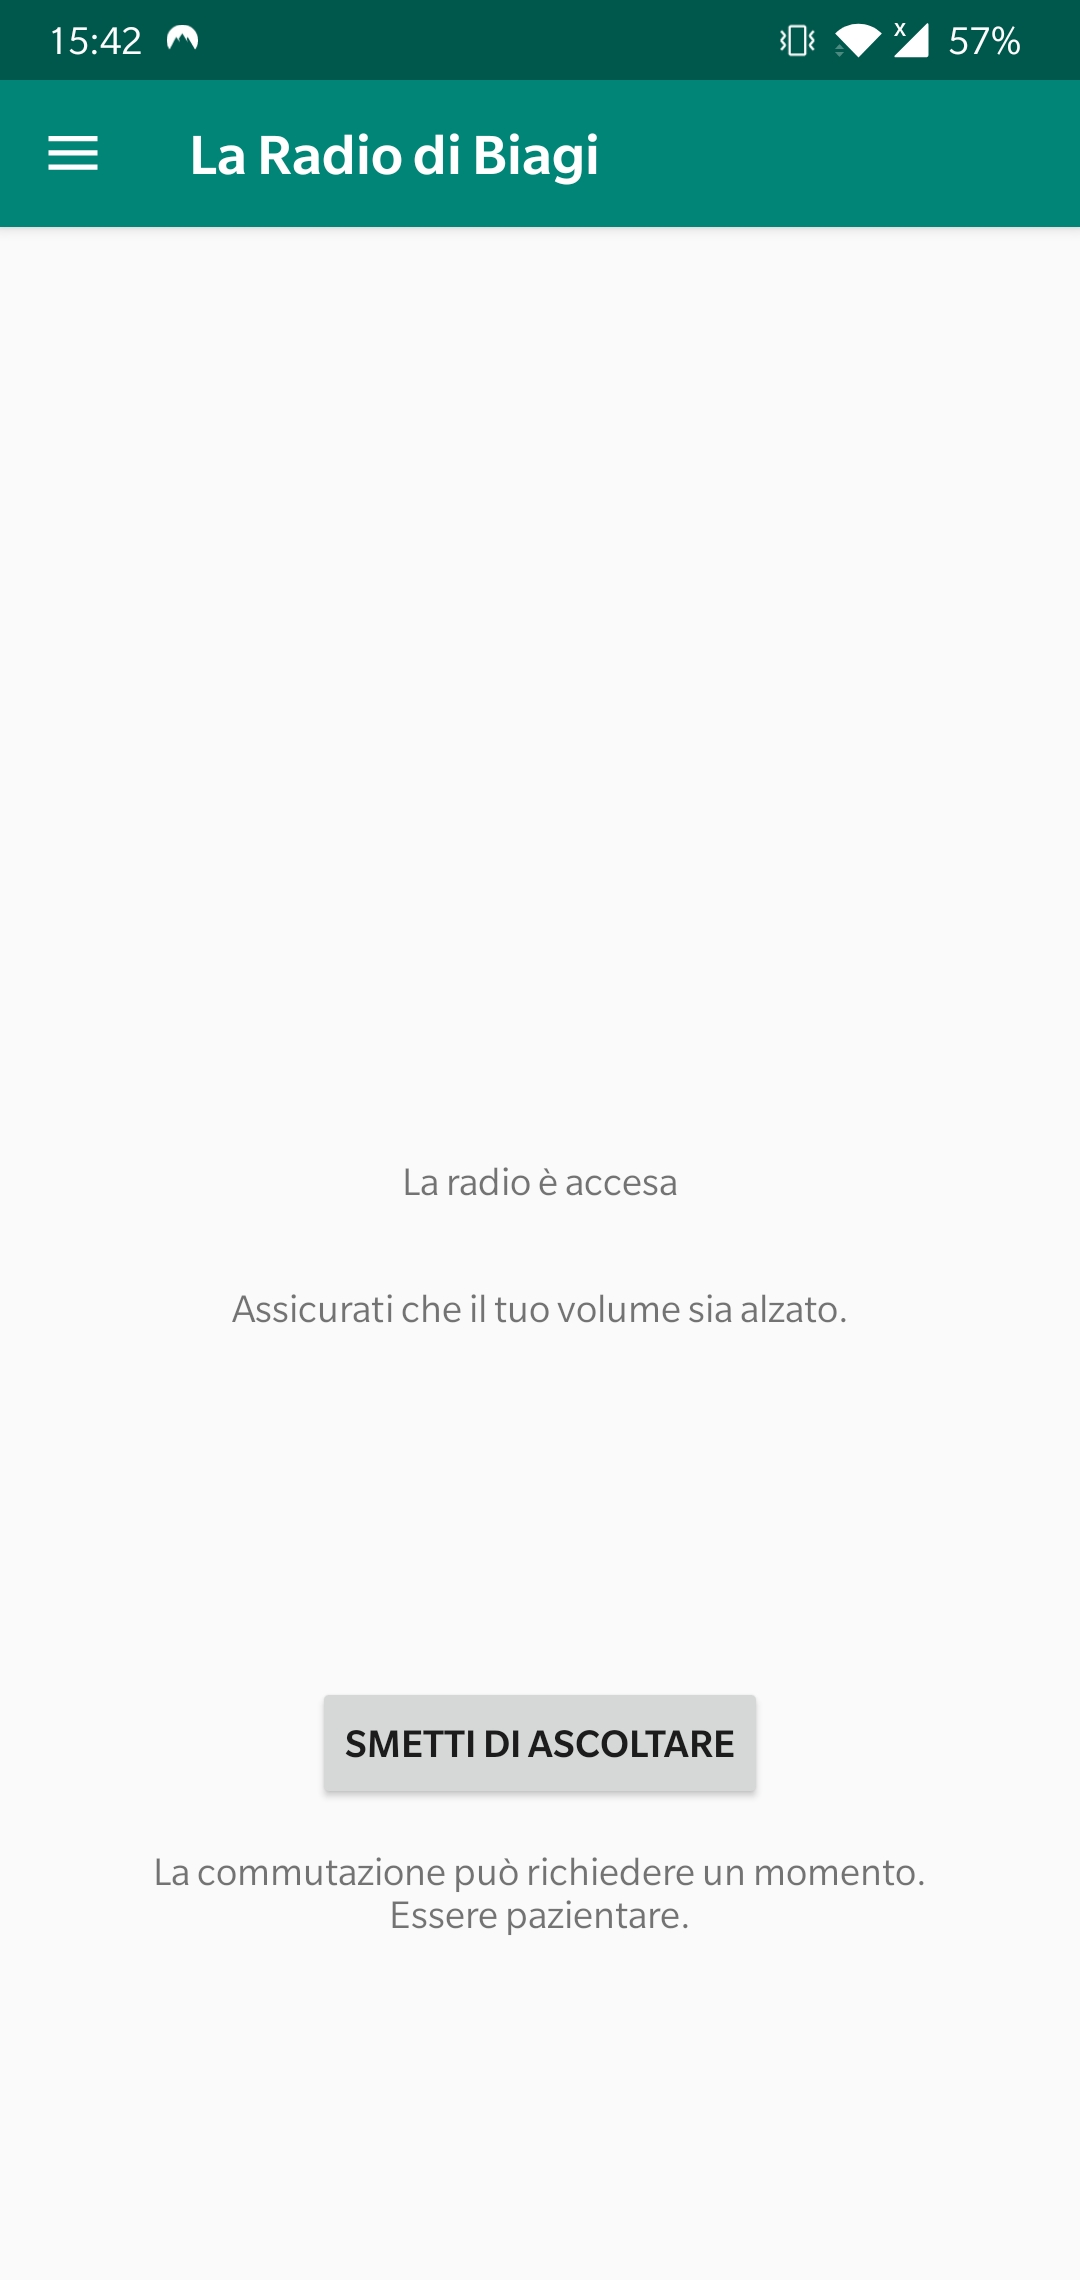 15:42
57%
La Radio di Biagi
La radio è accesa
Assicurati che il tuo volume sia alzato.
SMETTI DI ASCOLTARE
La commutazione può richiedere un momento.
Essere pazientare.